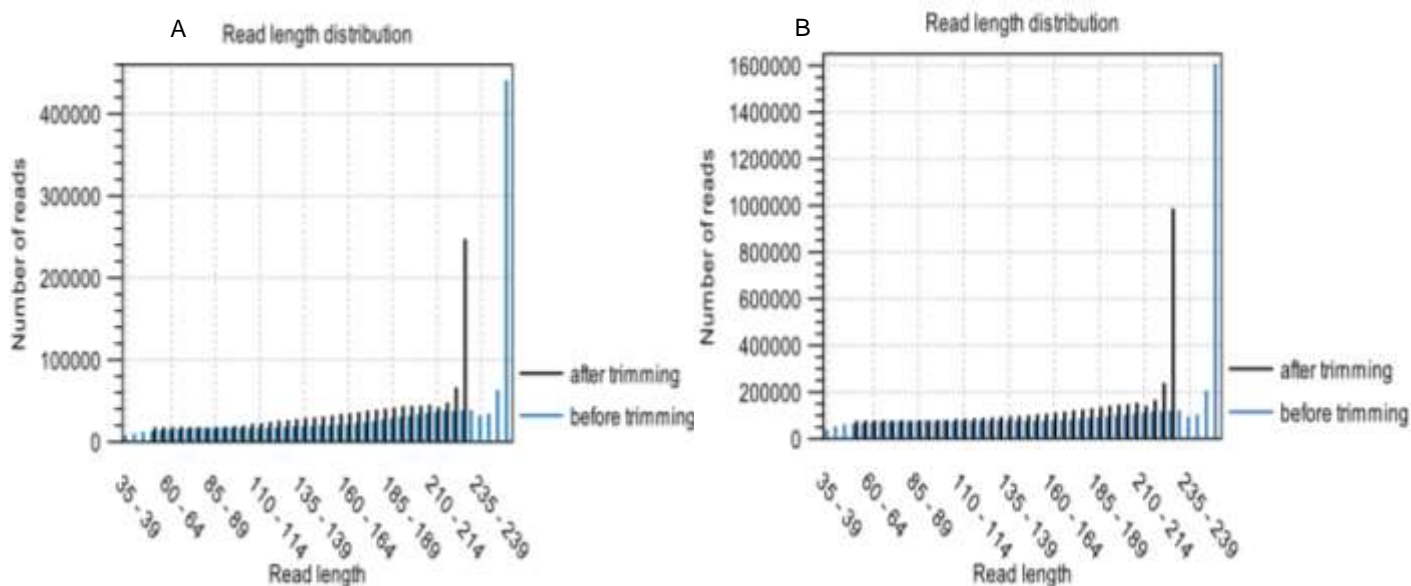 A
Read length distribution
Number of reads
400000
300000
200000
100000
0
35 - 39
60 - 64
85 - 89
110 - 114
135 - 139
160 - 164
185 - 189
210 - 214
235 - 239
Read length
after trimming
before trimming
B
Read length distribution
Number of reads
1600000
1400000
1200000
1000000
800000
600000
400000
200000
0
35 - 39
60 - 64
85 - 89
110 - 114
135 - 139
160 - 164
185 - 189
210 - 214
235 - 239
Read length
after trimming
before trimming